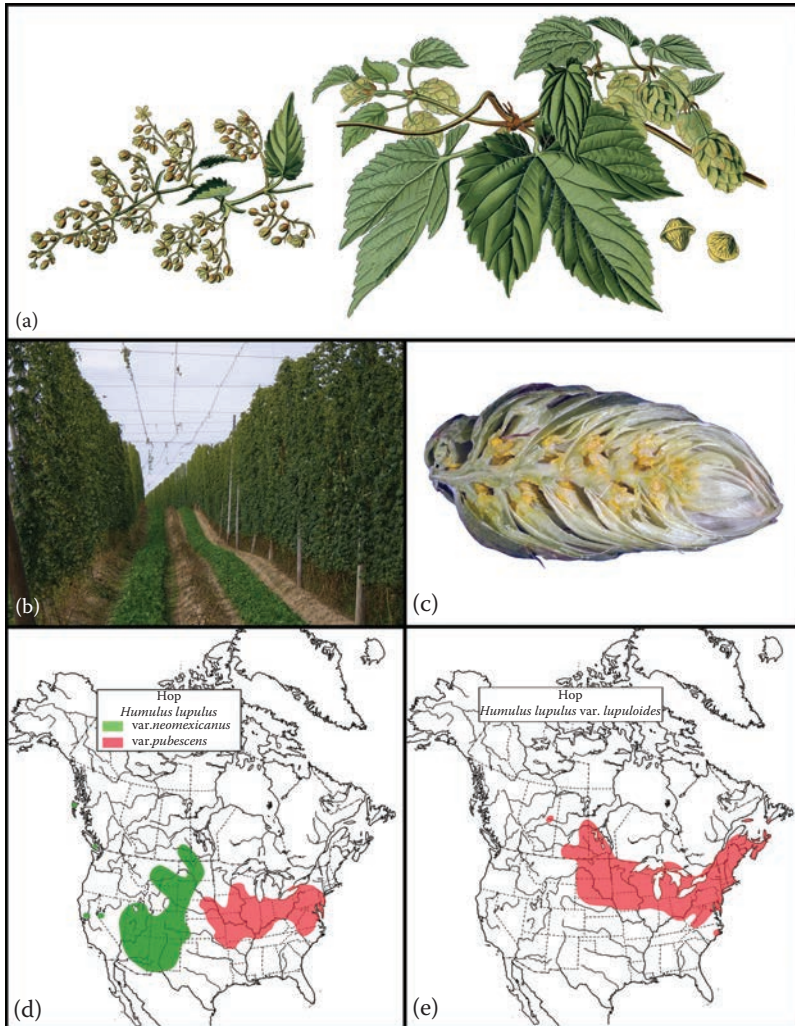 (a)
(b)
(c)
Hop
Humulus lupulus
var.neomexicanus
var.pubescens
(d)
Hop
Humulus lupulus var. lupuloides
(e)